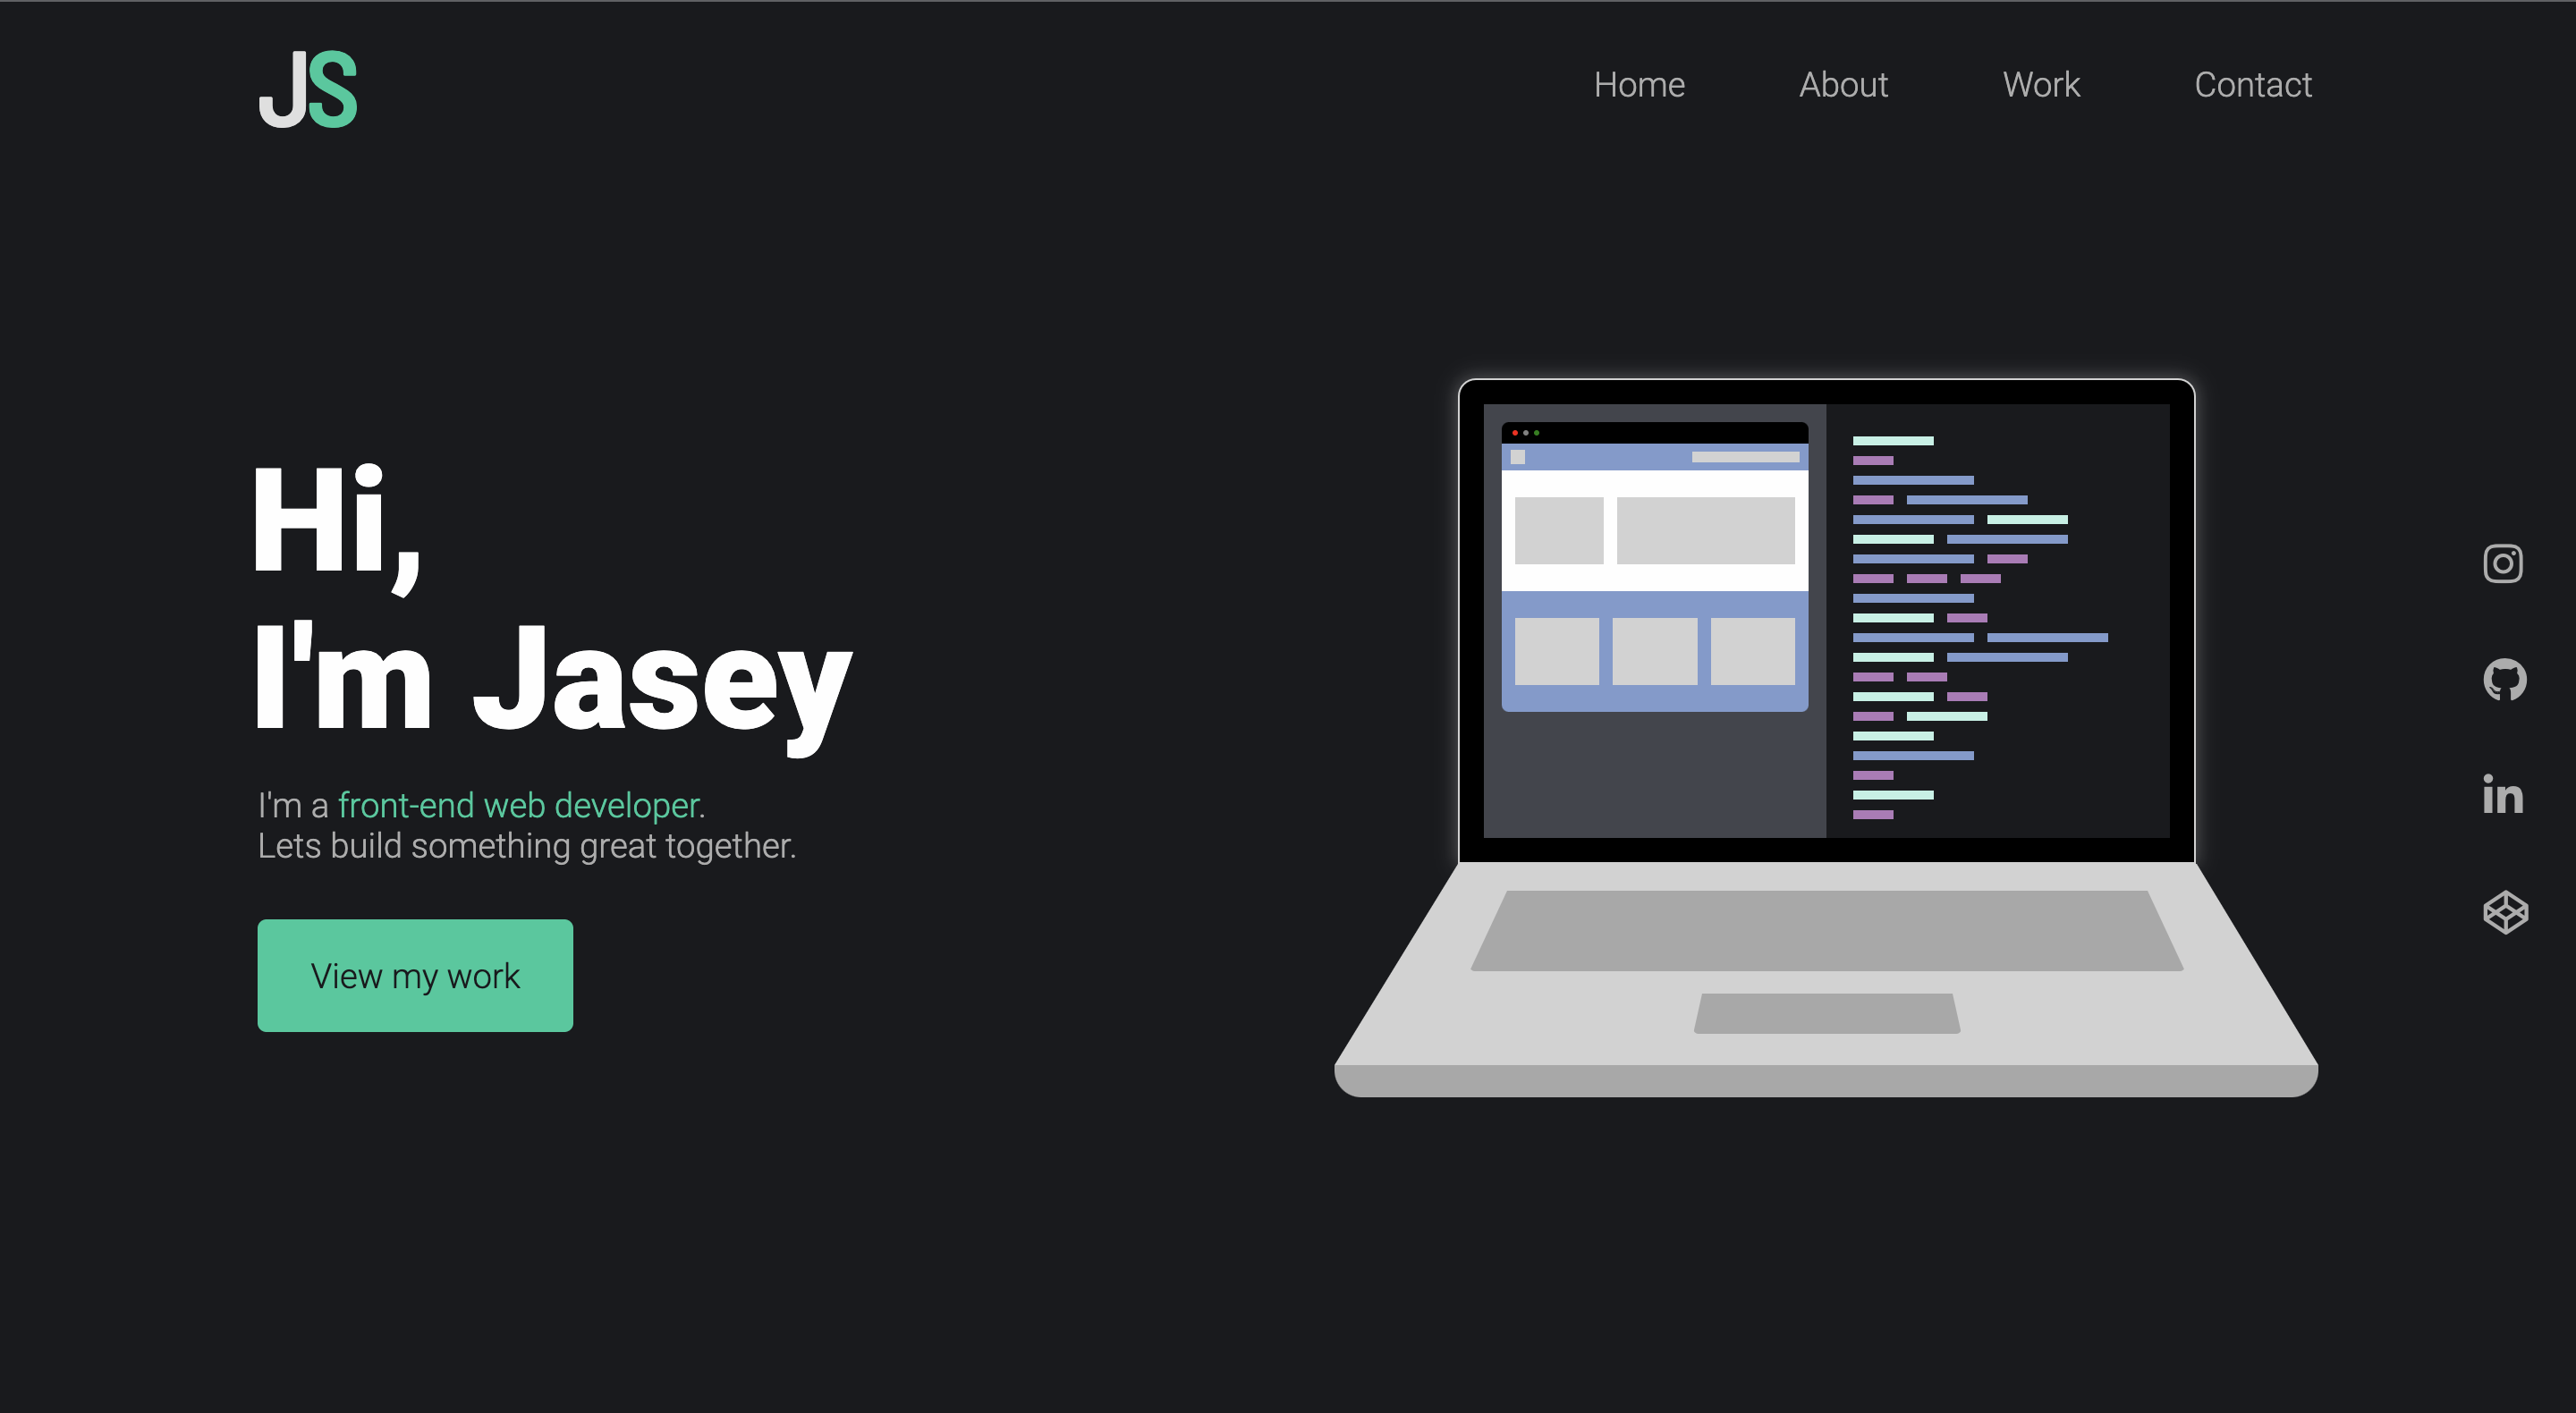 JS
Home About Work Contact
Hi,
I'm Jasey
I'm a front-end web developer.
Lets build something great together.
View my work
in